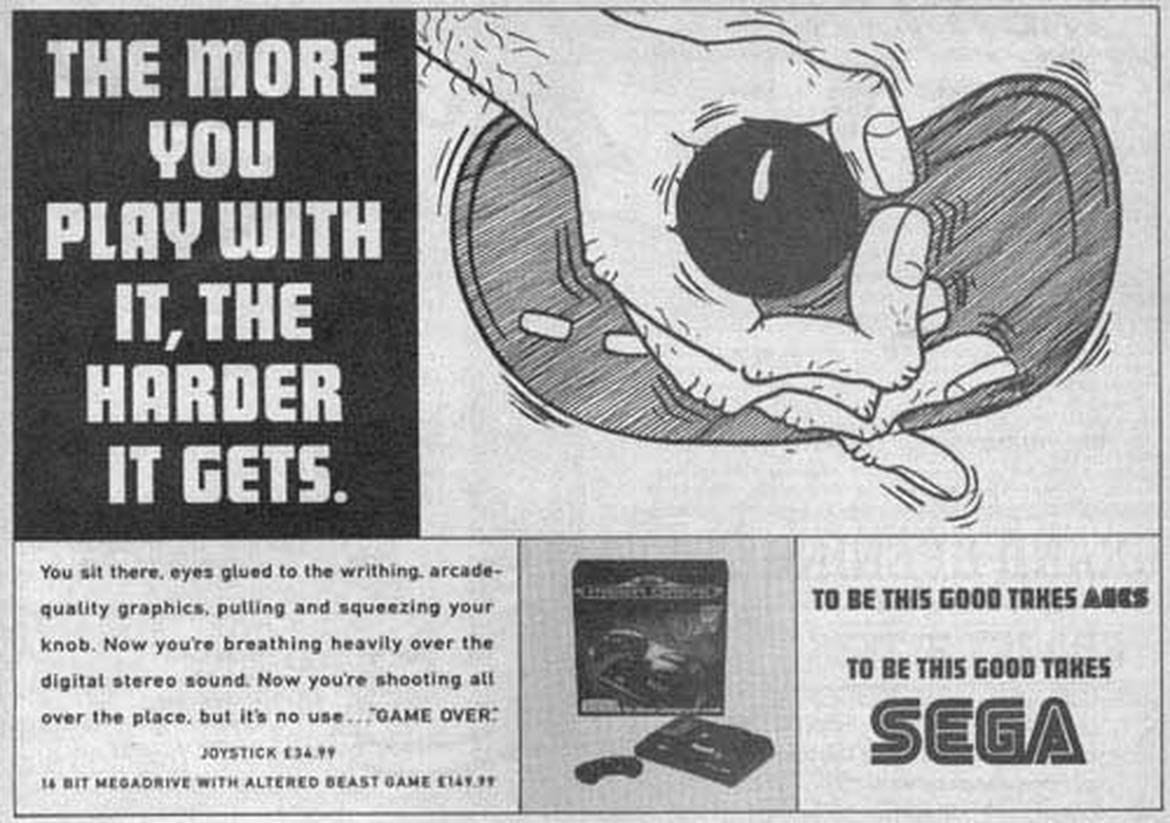 THE MORE
YOU
PLAY WITH
IT, THE
HARDER
IT GETS.
You sit there, eyes glued to the writhing, arcade-
quality graphics, pulling and squeezing your
knob. Now you're breathing heavily over the
digital stereo sound. Now you're shooting all
over the place, but it's no use..."GAME OVER."
JOYSTICK £34.99
16 BIT MEGADRIVE WITH ALTERED BEAST GAME £149.99
TO BE THIS GOOD TAKES AGES
TO BE THIS GOOD TAKES
SEGA